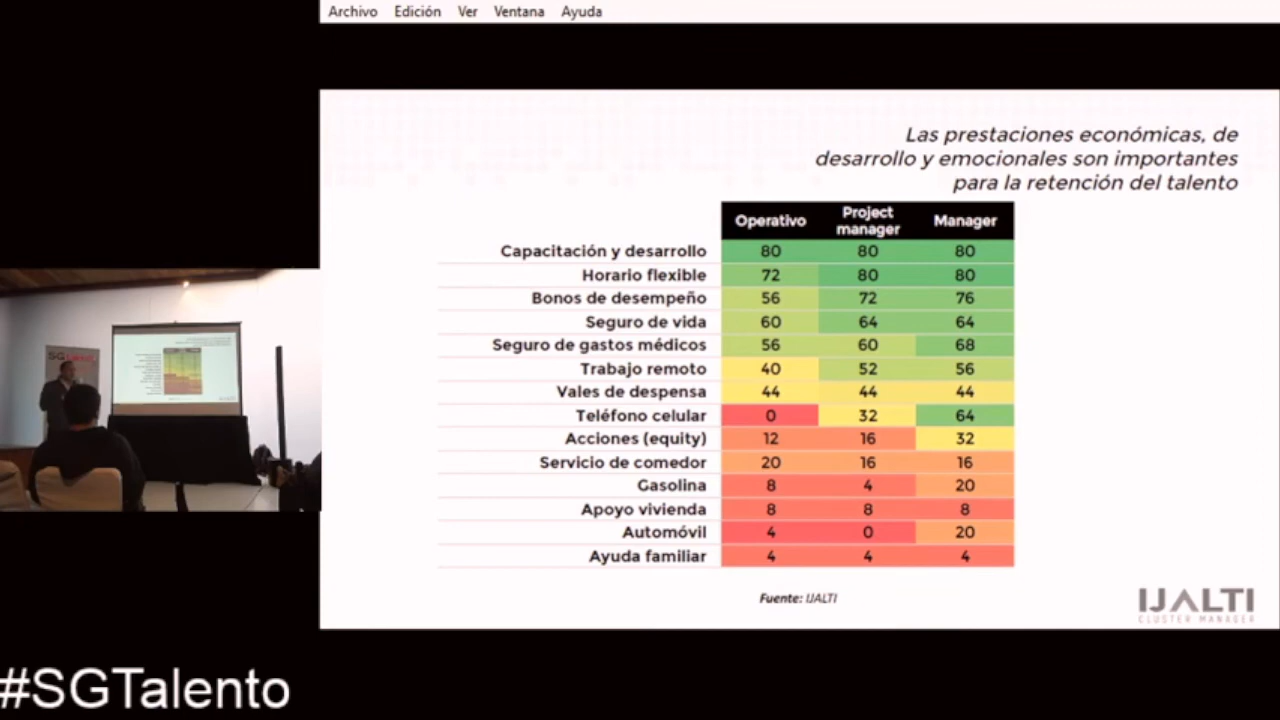 Archivo Edición Ver Ventana Ayuda
Las prestaciones económicas, de
desarrollo y emocionales son importantes
para la retención del talento
Operativo Project manager Manager
Capacitación y desarrollo 80 80 80
Horario flexible 72 80 80
Bonos de desempeño 56 72 76
Seguro de vida 60 64 64
Seguro de gastos médicos 56 60 68
Trabajo remoto 40 52 56
Vales de despensa 44 44 44
Teléfono celular 0 32 64
Acciones (equity) 12 16 32
Servicio de comedor 20 16 16
Gasolina 8 4 20
Apoyo vivienda 8 8 8
Automóvil 4 0 20
Ayuda familiar 4 4 4
Fuente: IJALTI
IJALTI
CLUSTER MANAGER
SG
#SGTalento